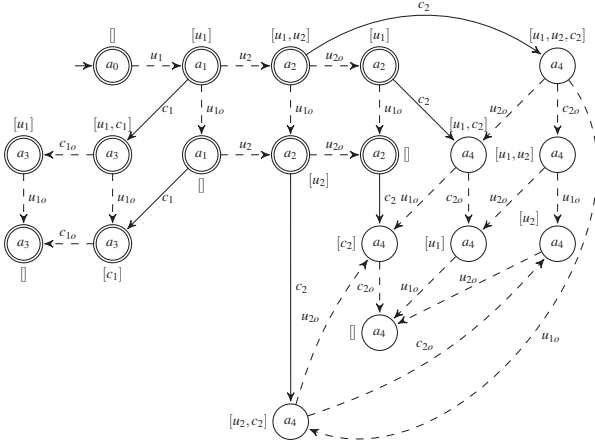 [] [u₁] [u₁, u₂] [u₁] c₂ [u₁, u₂, c₂]
a₀ u₁ a₁ u₂ a₂ u₂ₒ a₂ a₄
c₁ u₁ₒ u₁ₒ u₁ₒ c₂ u₂ₒ c₂ₒ
[u₁] [u₁, c₁] [u₁, c₂]
a₃ c₁ₒ a₃ a₁ u₂ a₂ u₂ₒ a₂ [] a₄ [u₁, u₂] a₄
[] [u₂]
u₁ₒ u₁ₒ c₁ c₂ u₁ₒ c₂ₒ u₂ₒ u₁ₒ
[u₂]
a₃ c₁ₒ a₃ [c₂] a₄ [u₁] a₄ a₄
[] [c₁]
c₂ u₂ₒ c₂ₒ u₁ₒ u₂ₒ
[] a₄ c₂ₒ u₁ₒ
[u₂, c₂] a₄